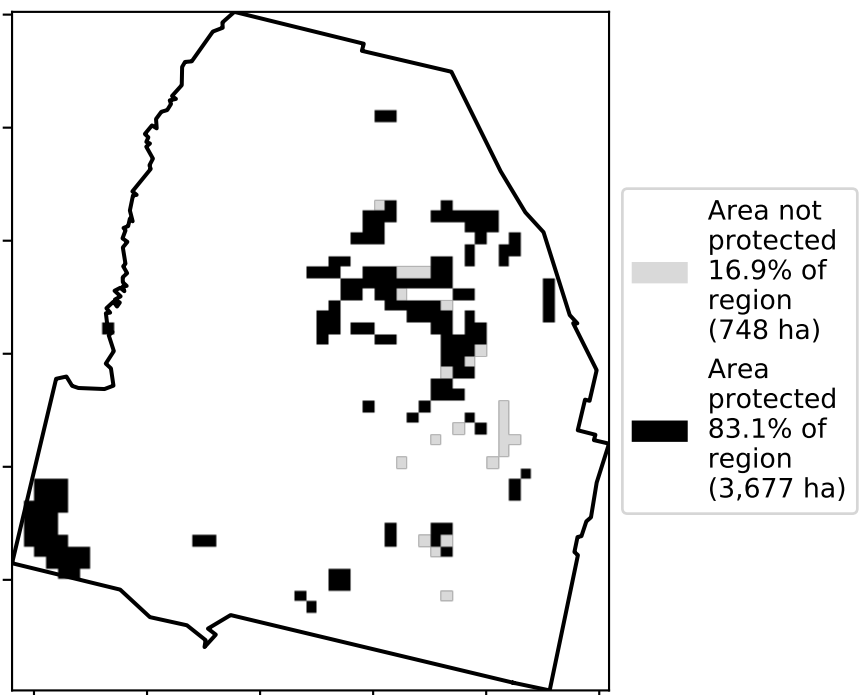 Area not
protected
16.9% of
region
(748 ha)
Area
protected
83.1% of
region
(3,677 ha)